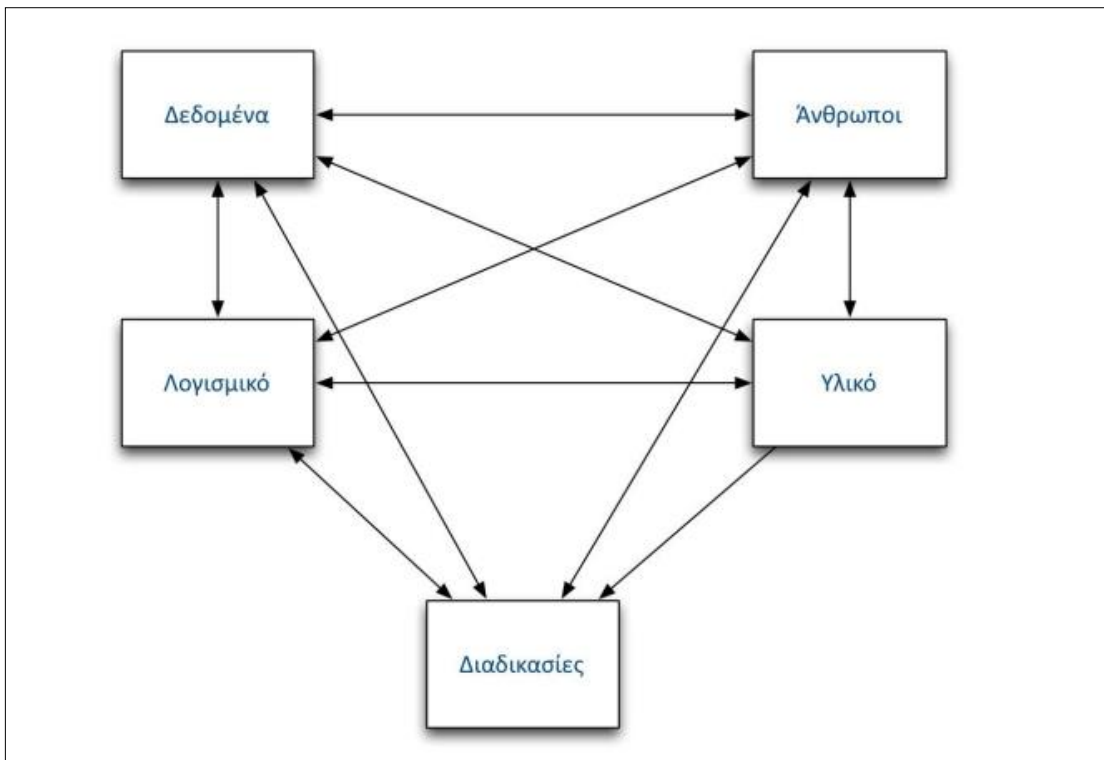 Δεδομένα
Άνθρωποι
Λογισμικό
Υλικό
Διαδικασίες